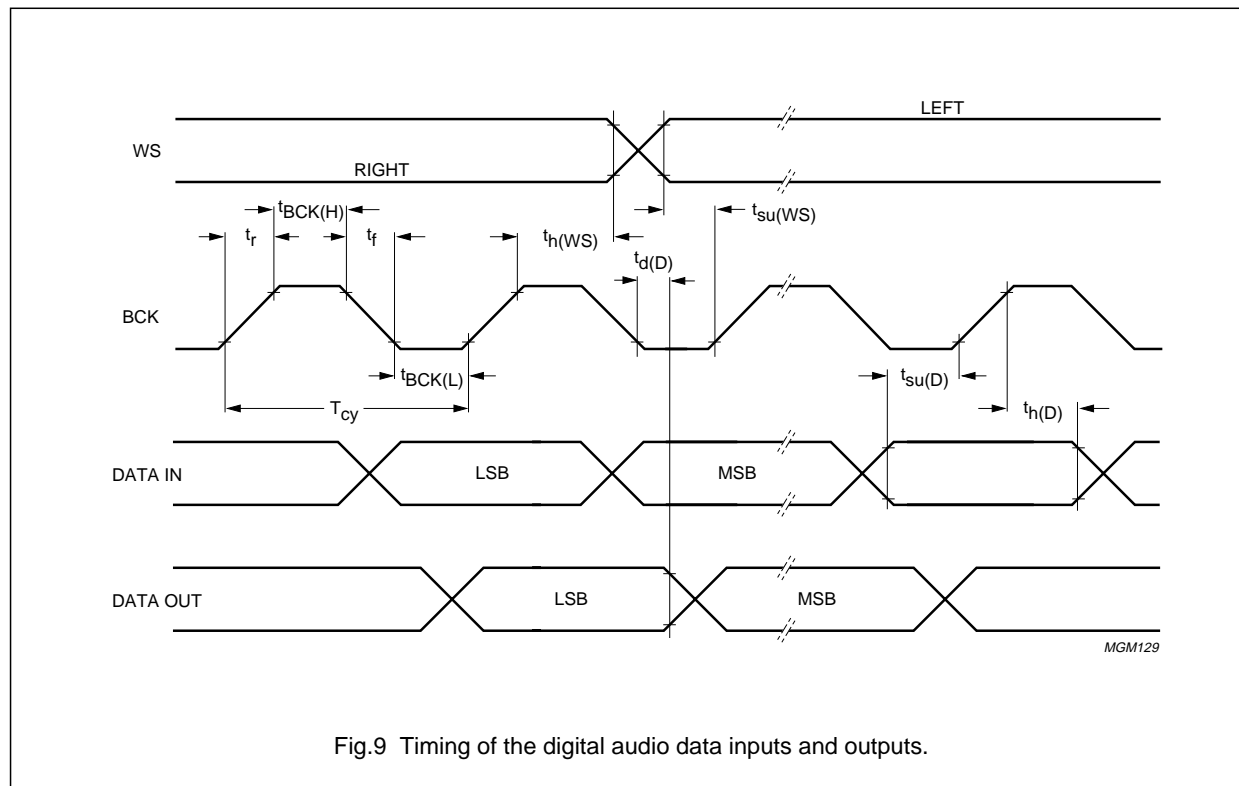 LEFT
WS
RIGHT
tBCK(H)
tsu(WS)
tr
tf
th(WS)
td(D)
BCK
tBCK(L)
tsu(D)
Tcy
th(D)
DATA IN
LSB
MSB
DATA OUT
LSB
MSB
MGM129
Fig.9 Timing of the digital audio data inputs and outputs.